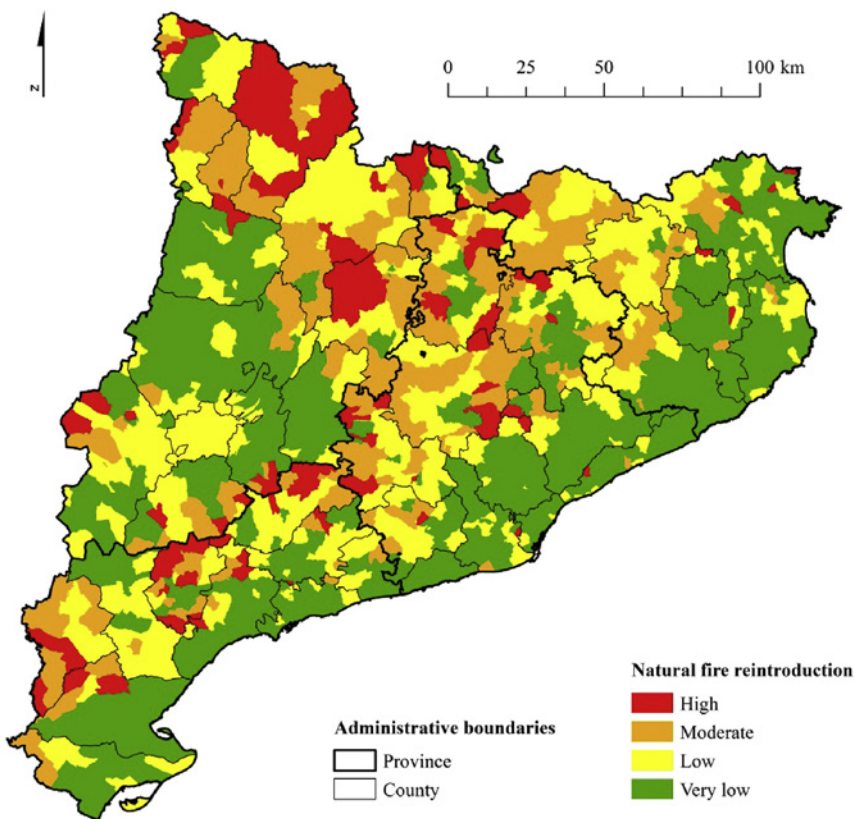 z
0 25 50 100 km
Natural fire reintroduction
High
Moderate
Low
Very low
Administrative boundaries
Province
County